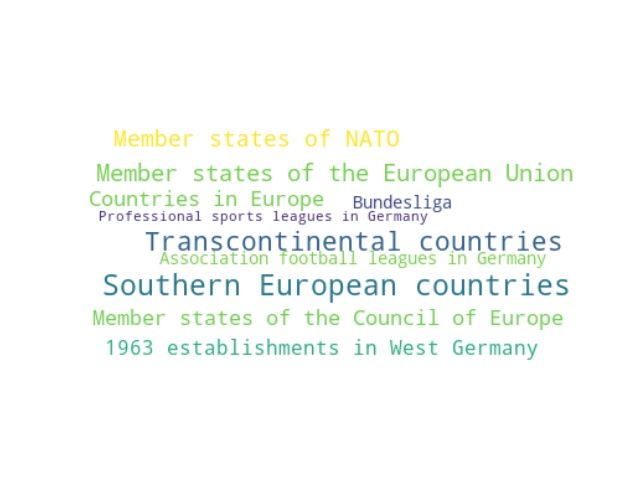 Member states of NATO
Member states of the European Union
Countries in Europe
Bundesliga
Professional sports leagues in Germany
Transcontinental countries
Association football leagues in Germany
Southern European countries
Member states of the Council of Europe
1963 establishments in West Germany